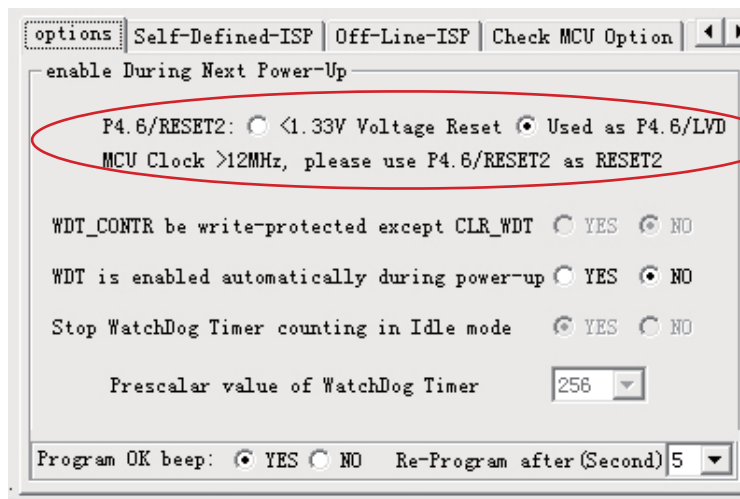 options Self-Defined-ISP Off-Line-ISP Check MCU Option
enable During Next Power-Up
P4.6/RESET2: <1.33V Voltage Reset Used as P4.6/LVD
MCU Clock >12MHz, please use P4.6/RESET2 as RESET2
WDT_CONTR be write-protected except CLR_WDT YES NO
WDT is enabled automatically during power-up YES NO
Stop WatchDog Timer counting in Idle mode YES NO
Prescalar value of WatchDog Timer 256
Program OK beep: YES NO Re-Program after(Second) 5